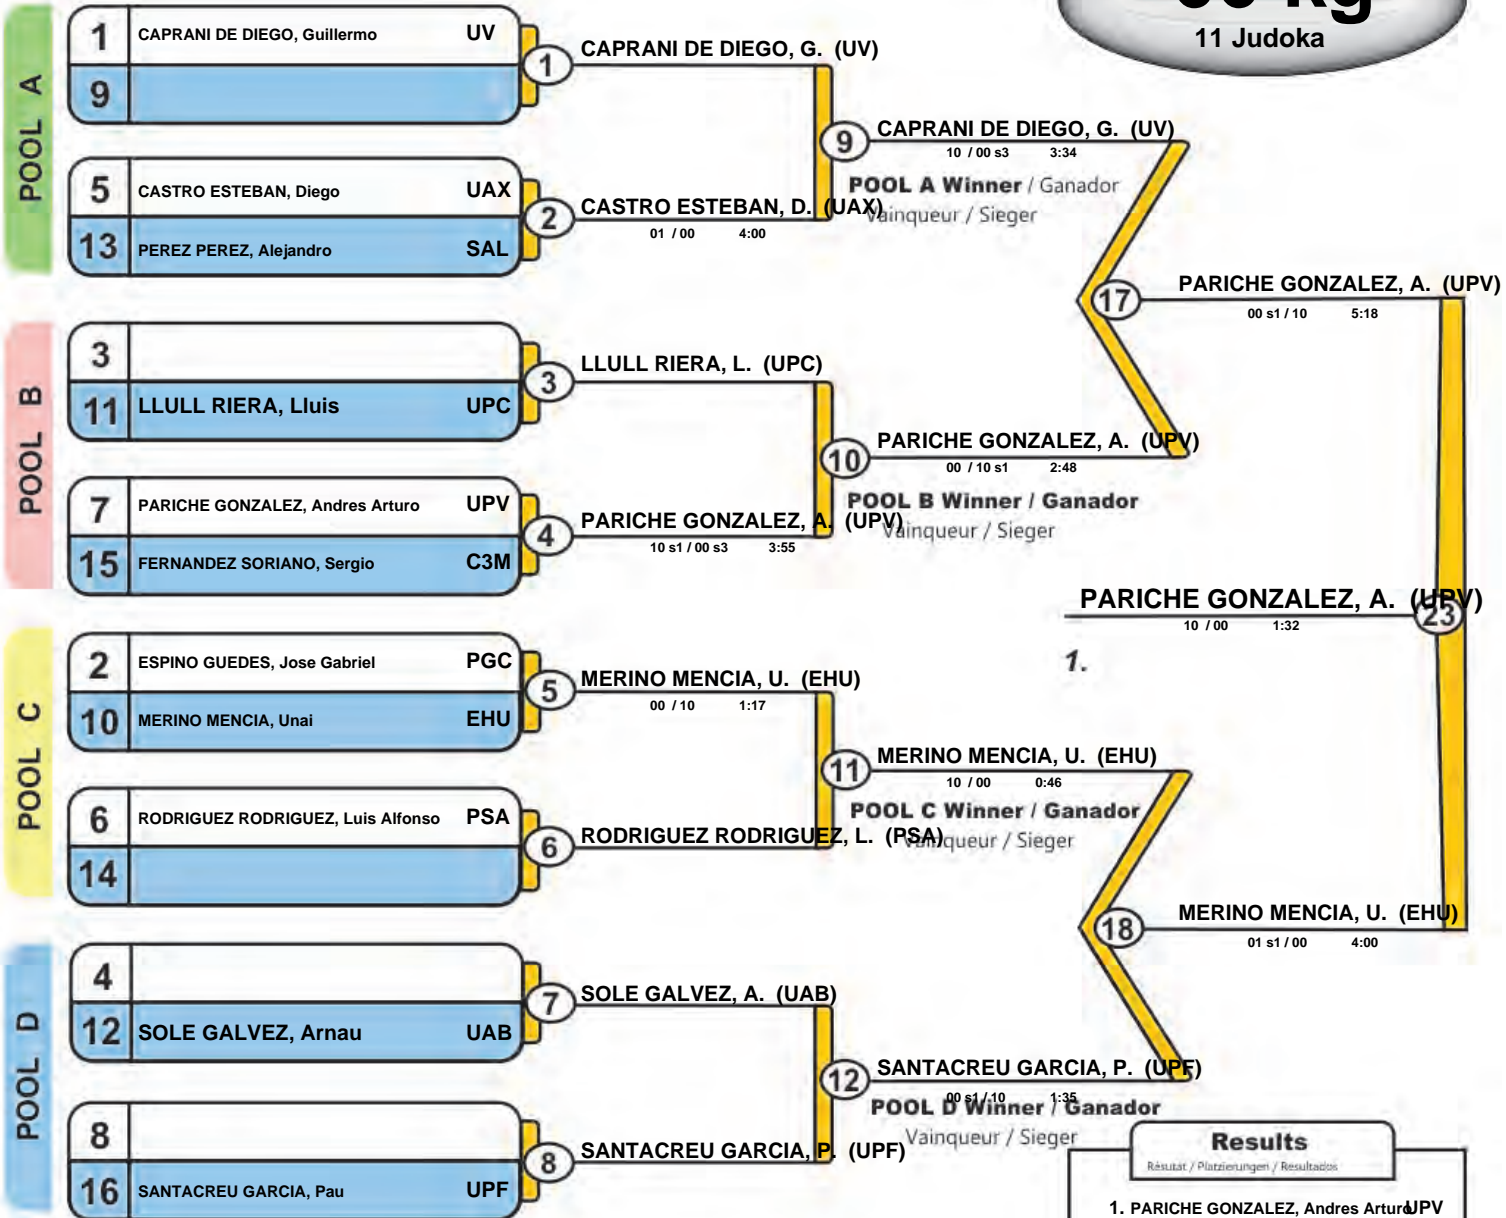 kg
11 Judoka
POOL A
1 CAPRANI DE DIEGO, Guillermo UV
9
1
CAPRANI DE DIEGO, G. (UV)
5 CASTRO ESTEBAN, Diego UAX
13 PEREZ PEREZ, Alejandro SAL
2
CASTRO ESTEBAN, D. (UAX)
01 / 00 4:00
9
CAPRANI DE DIEGO, G. (UV)
10 / 00 s3 3:34
POOL A Winner / Ganador
Vainqueur / Sieger
POOL B
3
11 LLULL RIERA, Lluis UPC
3
LLULL RIERA, L. (UPC)
7 PARICHE GONZALEZ, Andres Arturo UPV
15 FERNANDEZ SORIANO, Sergio C3M
4
PARICHE GONZALEZ, A. (UPV)
10 s1 / 00 s3 3:55
10
PARICHE GONZALEZ, A. (UPV)
00 / 10 s1 2:48
POOL B Winner / Ganador
Vainqueur / Sieger
17
PARICHE GONZALEZ, A. (UPV)
00 s1 / 10 5:18
PARICHE GONZALEZ, A. (UPV)
23
10 / 00 1:32
1.
POOL C
2 ESPINO GUEDES, Jose Gabriel PGC
10 MERINO MENCIA, Unai EHU
5
MERINO MENCIA, U. (EHU)
00 / 10 1:17
6 RODRIGUEZ RODRIGUEZ, Luis Alfonso PSA
14
6
RODRIGUEZ RODRIGUEZ, L. (PSA)
11
MERINO MENCIA, U. (EHU)
10 / 00 0:46
POOL C Winner / Ganador
Vainqueur / Sieger
18
MERINO MENCIA, U. (EHU)
01 s1 / 00 4:00
POOL D
4
12 SOLE GALVEZ, Arnau UAB
7
SOLE GALVEZ, A. (UAB)
8
16 SANTACREU GARCIA, Pau UPF
8
SANTACREU GARCIA, P. (UPF)
12
SANTACREU GARCIA, P. (UPF)
00 s1 / 10 1:35
POOL D Winner / Ganador
Vainqueur / Sieger
Results
Résultat / Platzierungen / Resultados
1. PARICHE GONZALEZ, Andres Arturo UPV